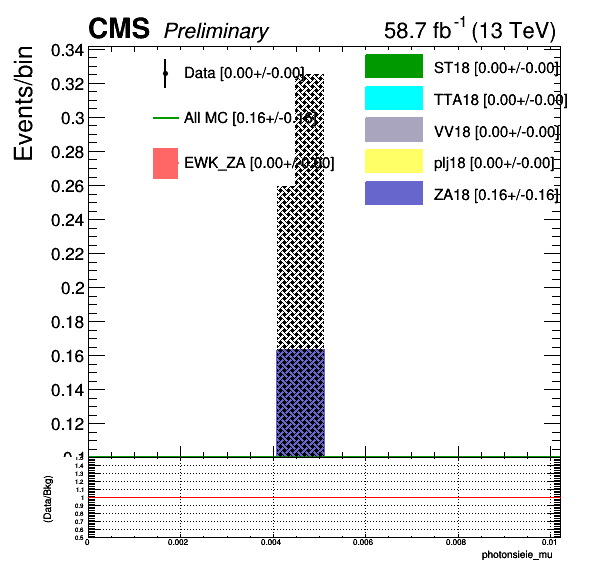 CMS Preliminary 58.7 fb⁻¹ (13 TeV)
Events/bin
0.34
0.32
0.3
0.28
0.26
0.24
0.22
0.2
0.18
0.16
0.14
0.12
0.1
Data [0.00+/-0.00]
All MC [0.16+/-0.16]
EWK_ZA [0.00+/-0.00]
ST18 [0.00+/-0.00]
TTA18 [0.00+/-0.00]
VV18 [0.00+/-0.00]
plj18 [0.00+/-0.00]
ZA18 [0.16+/-0.16]
(Data/Bkg)
1.5
1.4
1.3
1.2
1.1
1
0.9
0.8
0.7
0.6
0.5
0 0.002 0.004 0.006 0.008 0.01
photonsieie_mu